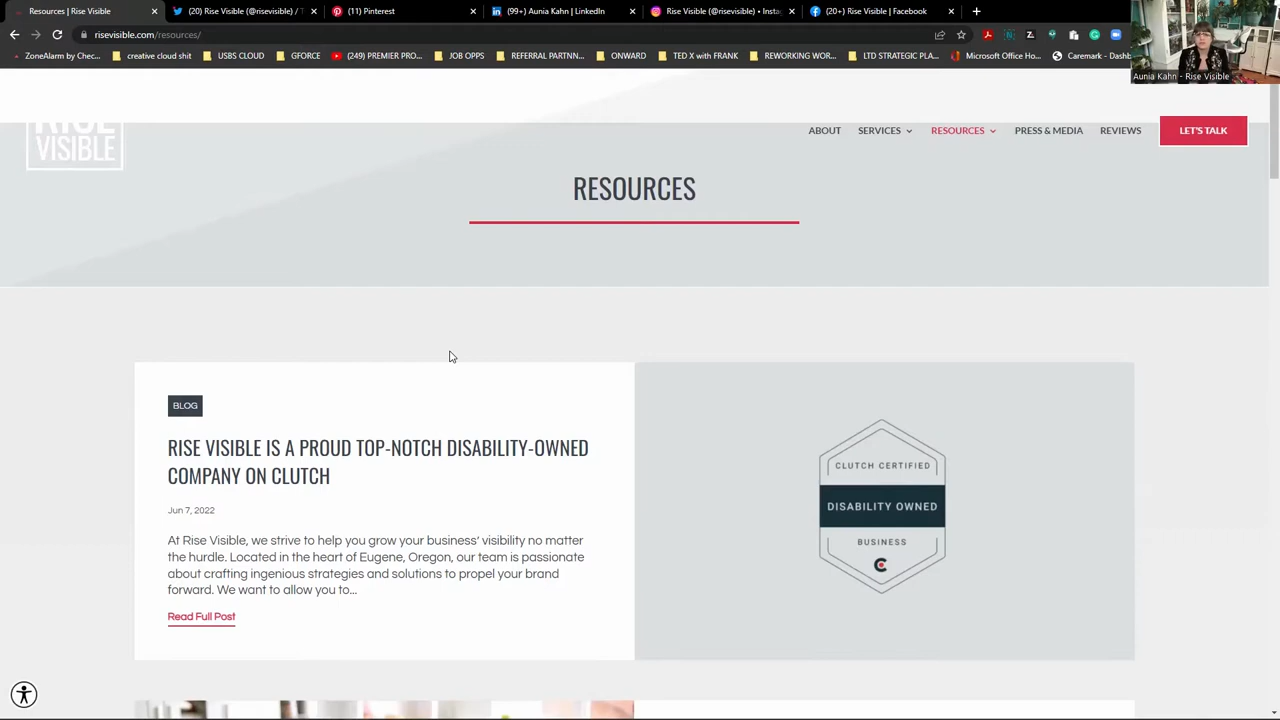 Resources | Rise Visible
(20) Rise Visible (@risevisible) / T
(11) Pinterest
(99+) Aunia Kahn | LinkedIn
Rise Visible (@risevisible) • Insta
(20+) Rise Visible | Facebook
risevisible.com/resources/
ZoneAlarm by Chec...
creative cloud shit
USBS CLOUD
GFORCE
(249) PREMIER PRO...
JOB OPPS
REFERRAL PARTNN...
ONWARD
TED X with FRANK
REWORKING WOR...
LTD STRATEGIC PLA...
Microsoft Office Ho...
Caremark - Dashb
Aunia Kahn - Rise Visible
RISE
VISIBLE
ABOUT
SERVICES
RESOURCES
PRESS & MEDIA
REVIEWS
LET'S TALK
RESOURCES
BLOG
RISE VISIBLE IS A PROUD TOP-NOTCH DISABILITY-OWNED
COMPANY ON CLUTCH
Jun 7, 2022
At Rise Visible, we strive to help you grow your business' visibility no matter
the hurdle. Located in the heart of Eugene, Oregon, our team is passionate
about crafting ingenious strategies and solutions to propel your brand
forward. We want to allow you to...
Read Full Post
CLUTCH CERTIFIED
DISABILITY OWNED
BUSINESS
C